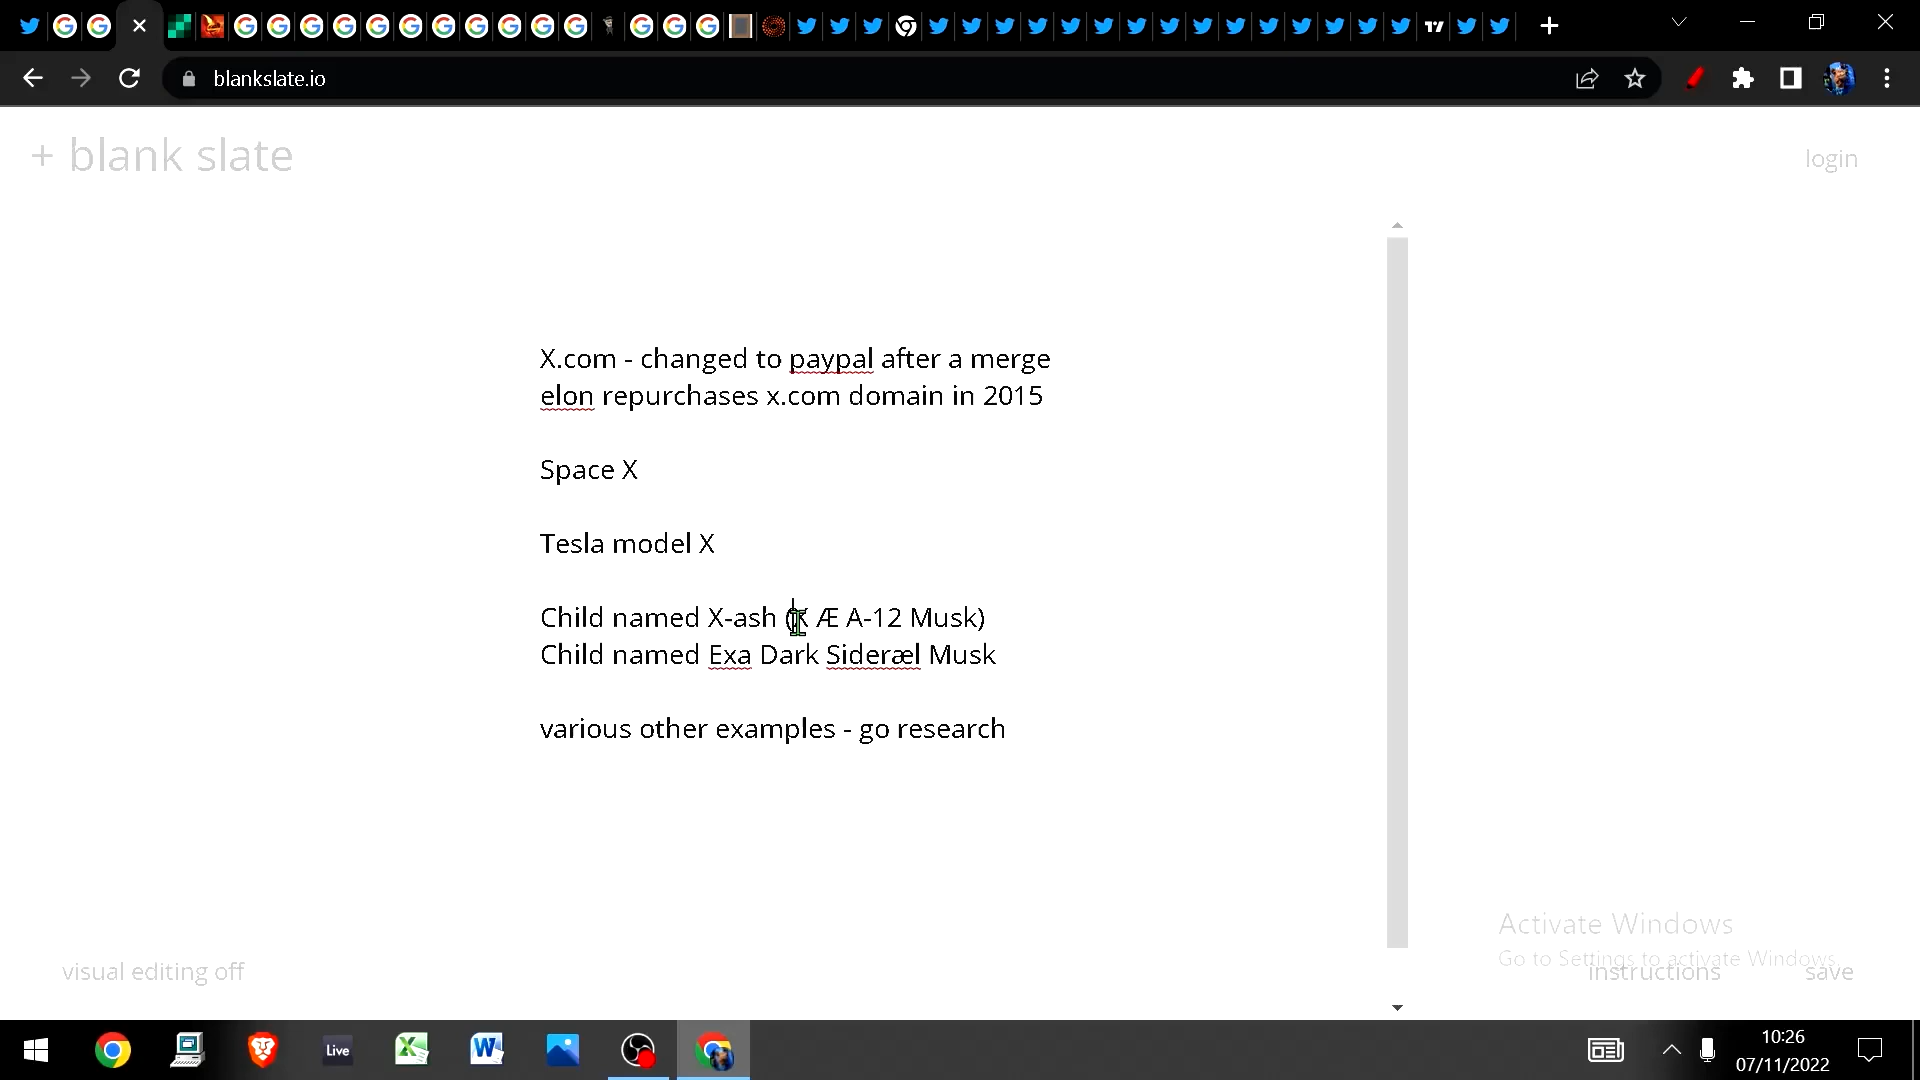 blankslate.io
+ blank slate
login
X.com - changed to paypal after a merge
elon repurchases x.com domain in 2015
Space X
Tesla model X
Child named X-ash (X Æ A-12 Musk)
Child named Exa Dark Sideræl Musk
various other examples - go research
Activate Windows
Go to Settings to activate Windows.
visual editing off
instructions
save
Live
10:26
07/11/2022